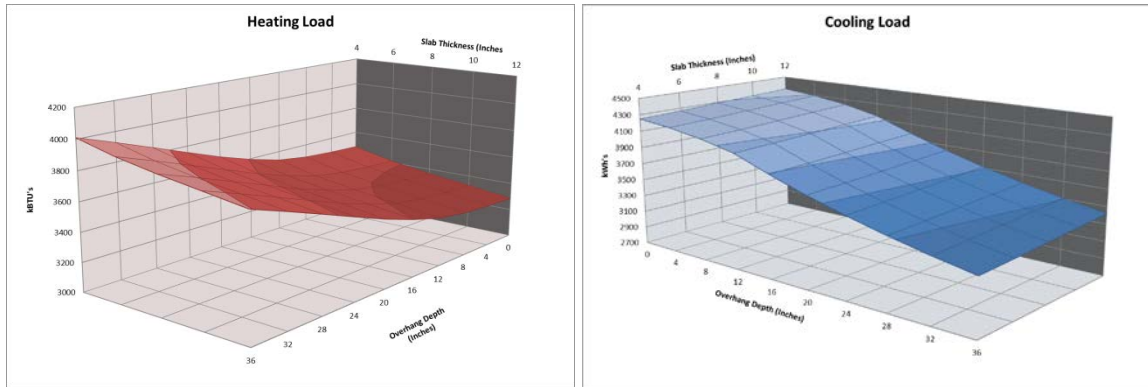 Heating Load
Slab Thickness (Inches
4 6 8 10 12
4200
4000
3800
3600
3400
3200
3000
kBTU's
0
4
8
12
16
20
24
28
32
36
Overhang Depth
(Inches)
Cooling Load
Slab Thickness (Inches)
4 6 8 10 12
4500
4300
4100
3900
3700
3500
3300
3100
2900
2700
kWh's
0 4 8 12 16 20 24 28 32 36
Overhang Depth (Inches)